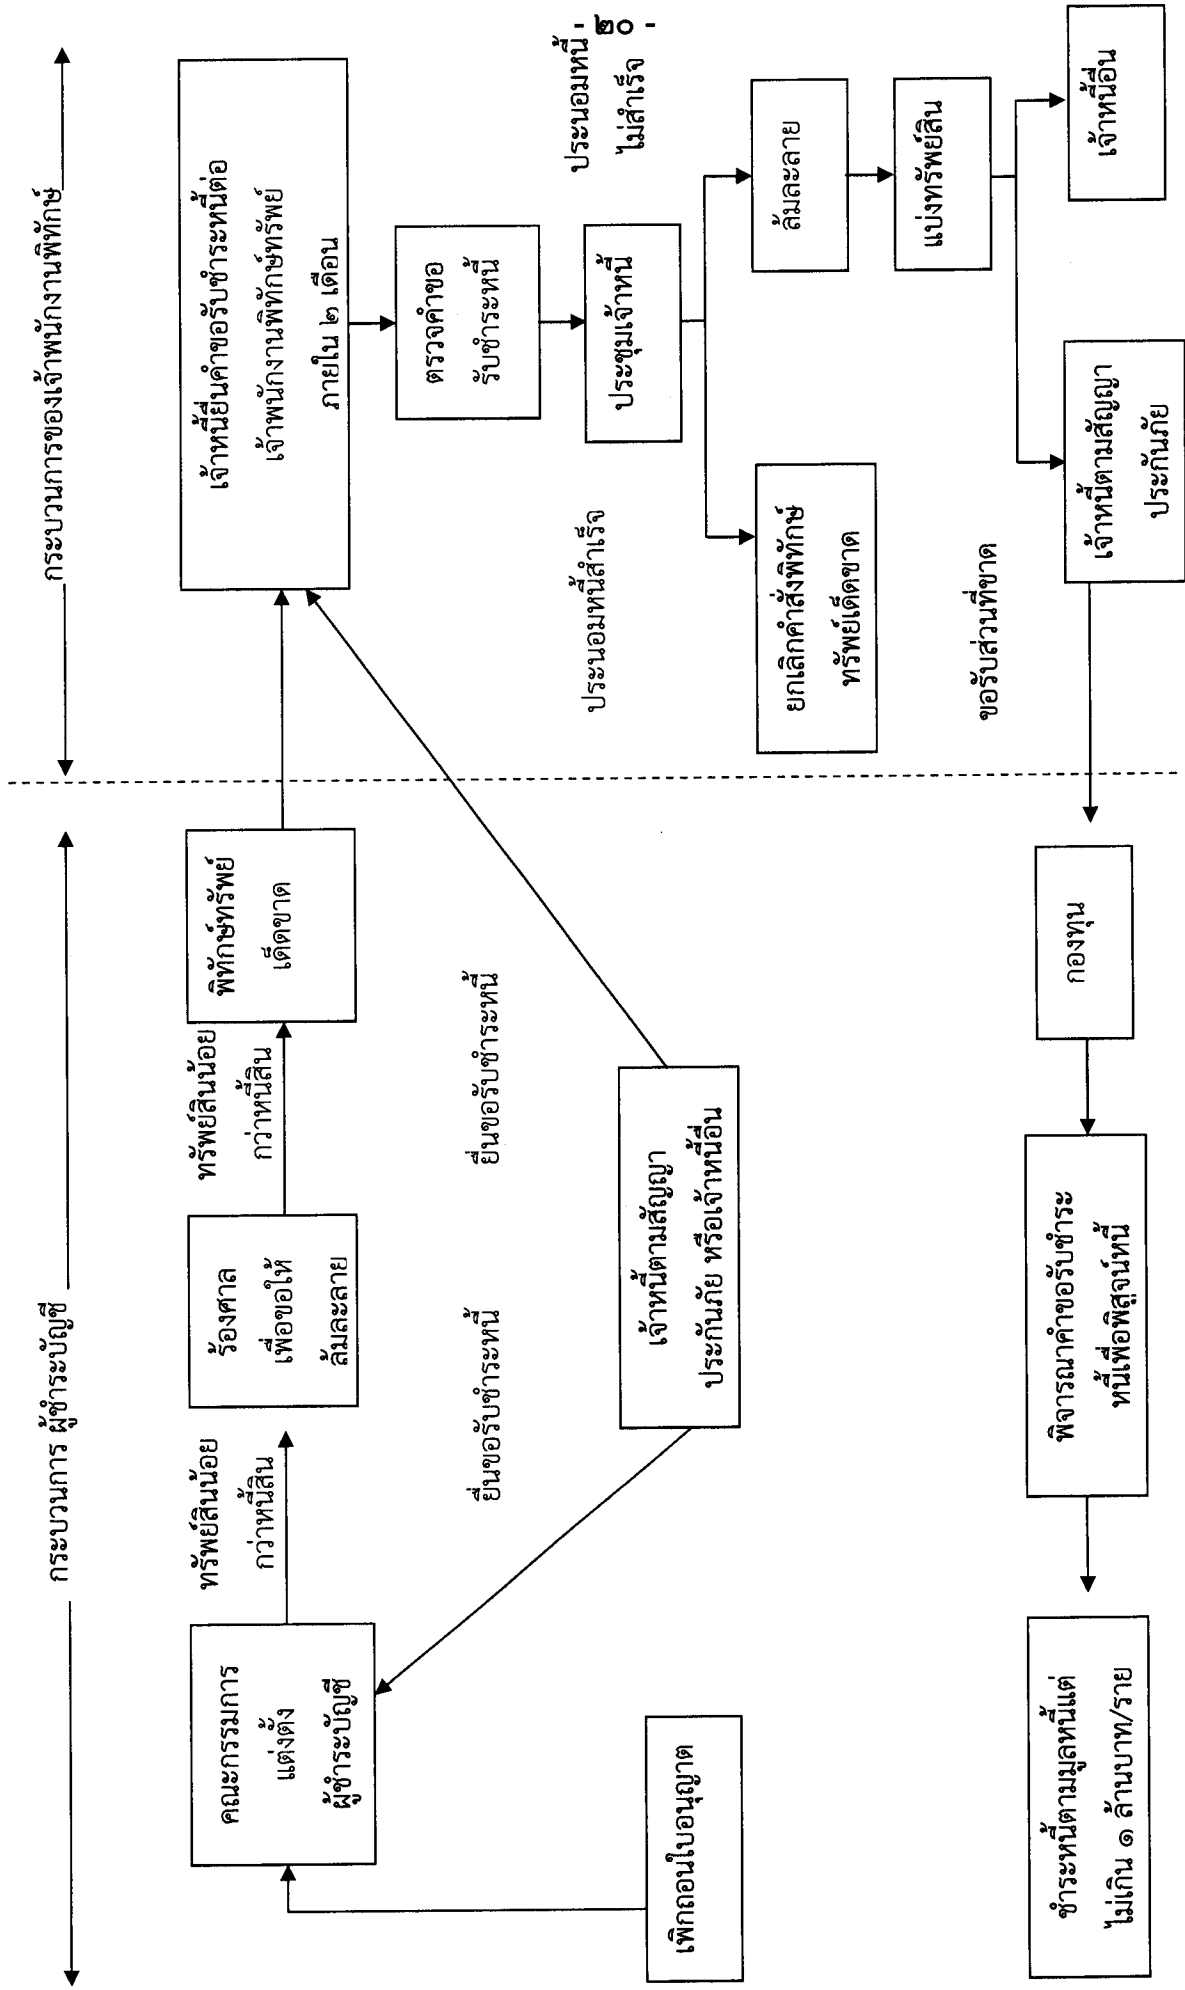 - ๒๐ -
กระบวนการ ผู้ชำระบัญชี
กระบวนการของเจ้าพนักงานพิทักษ์
คณะกรรมการ
แต่งตั้ง
ผู้ชำระบัญชี
ทรัพย์สินน้อย
กว่าหนี้สิน
ร้องศาล
เพื่อขอให้
ล้มละลาย
ทรัพย์สินน้อย
กว่าหนี้สิน
พิทักษ์ทรัพย์
เด็ดขาด
เจ้าหนี้ยื่นคำขอรับชำระหนี้ต่อ
เจ้าพนักงานพิทักษ์ทรัพย์
ภายใน ๒ เดือน
ตรวจคำขอ
รับชำระหนี้
ยื่นขอรับชำระหนี้
ยื่นขอรับชำระหนี้
ประชุมเจ้าหนี้
ประนอมหนี้สำเร็จ
ประนอมหนี้
ไม่สำเร็จ
เพิกถอนใบอนุญาต
เจ้าหนี้ตามสัญญา
ประกันภัย หรือเจ้าหนี้อื่น
ยกเลิกคำสั่งพิทักษ์
ทรัพย์เด็ดขาด
ล้มละลาย
แบ่งทรัพย์สิน
ขอรับส่วนที่ขาด
ชำระหนี้ตามมูลหนี้แต่
ไม่เกิน ๑ ล้านบาท/ราย
พิจารณาคำขอรับชำระ
หนี้เพื่อพิสูจน์หนี้
กองทุน
เจ้าหนี้ตามสัญญา
ประกันภัย
เจ้าหนี้อื่น